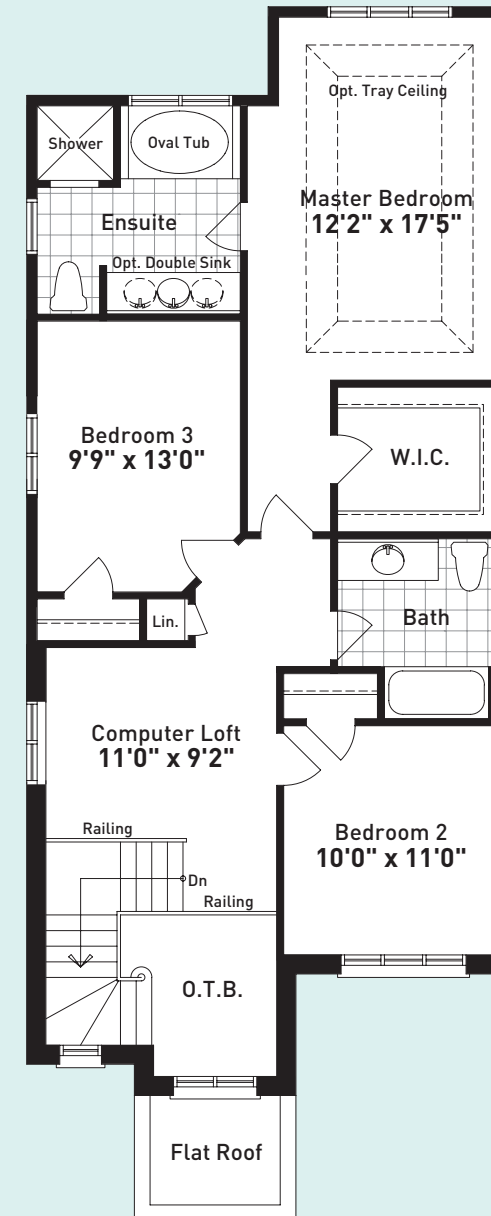 Opt. Tray Ceiling
Shower
Oval Tub
Master Bedroom
12'2" x 17'5"
Ensuite
Opt. Double Sink
Bedroom 3
9'9" x 13'0"
W.I.C.
Lin.
Bath
Computer Loft
11'0" x 9'2"
Railing
Bedroom 2
10'0" x 11'0"
Dn
Railing
O.T.B.
Flat Roof